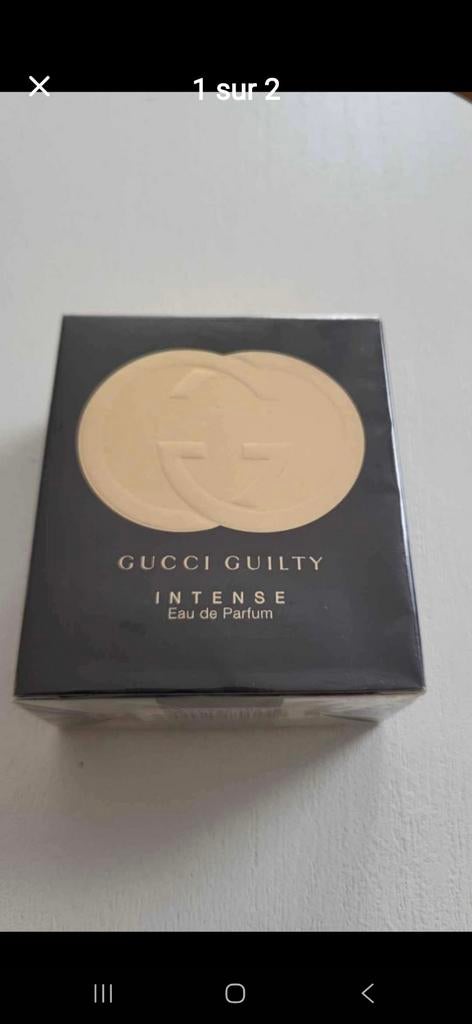 1 sur 2
GUCCI GUILTY
INTENSE
Eau de Parfum